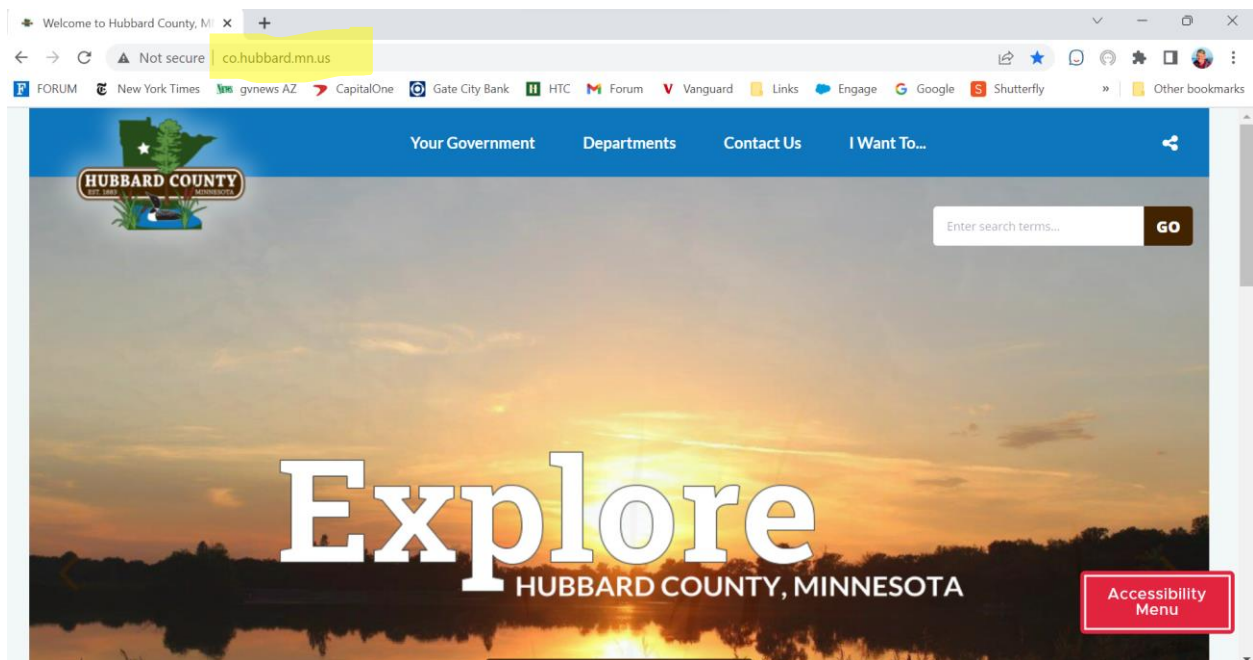 Welcome to Hubbard County, M
Not secure co.hubbard.mn.us
FORUM New York Times gvnews AZ CapitalOne Gate City Bank HTC Forum Vanguard Links Engage Google Shutterfly » Other bookmarks
Your Government Departments Contact Us I Want To...
HUBBARD COUNTY
EST. 1883 MINNESOTA
Enter search terms... GO
Explore
HUBBARD COUNTY, MINNESOTA
Accessibility
Menu